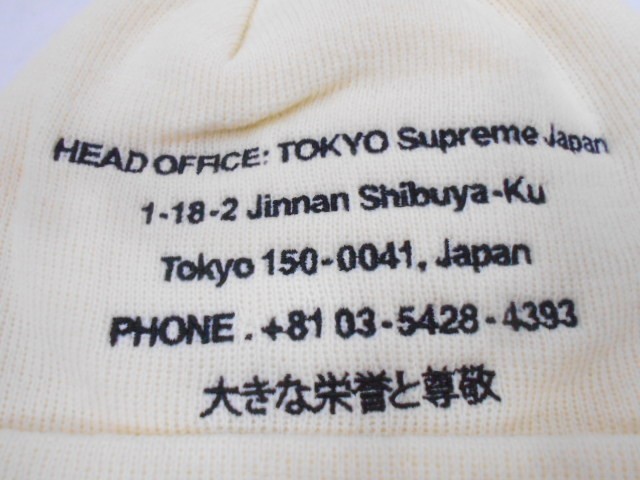 HEAD OFFICE: TOKYO Supreme Japan
1-18-2 Jinnan Shibuya-Ku
Tokyo 150-0041, Japan
PHONE. +81 03-5428-4393
大きな栄誉と尊敬